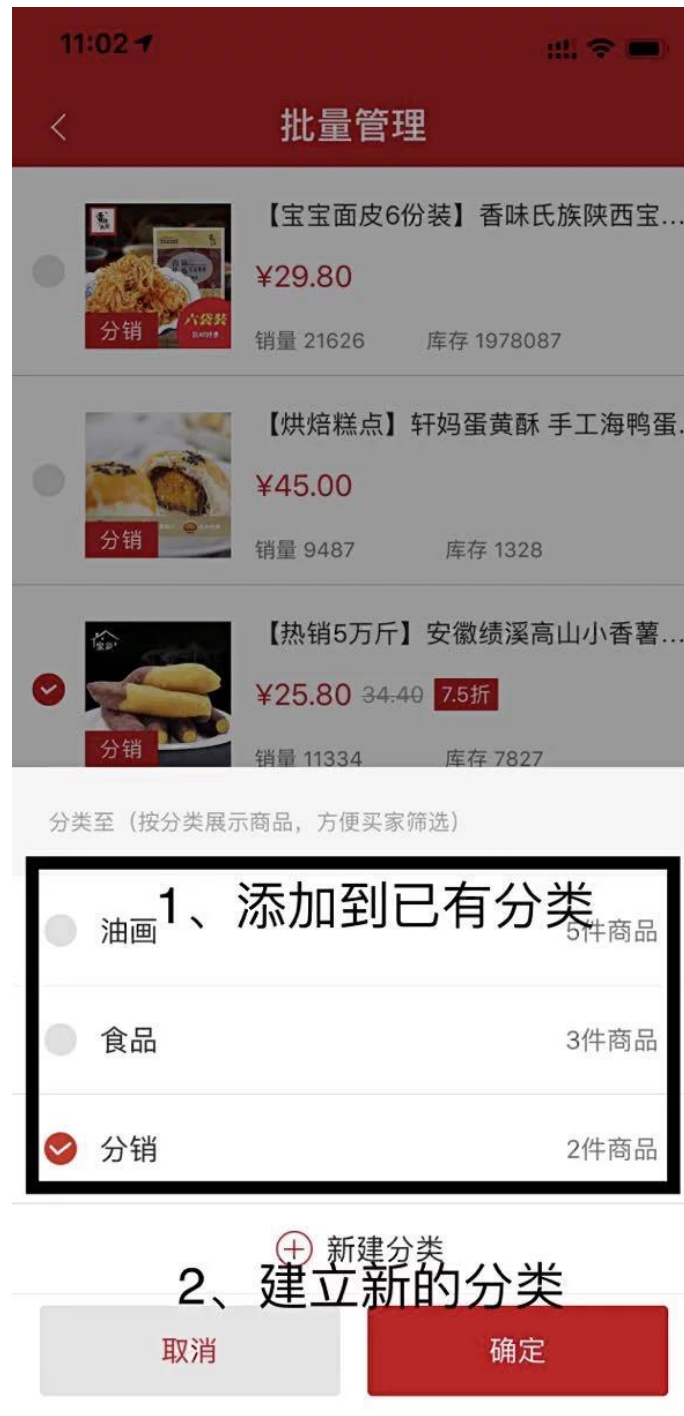 11:02
批量管理
【宝宝面皮6份装】香味氏族陕西宝...
¥29.80
六袋装
分销
销量 21626 库存 1978087
【烘焙糕点】轩妈蛋黄酥 手工海鸭蛋.
¥45.00
分销
销量 9487 库存 1328
【热销5万斤】安徽绩溪高山小香薯...
¥25.80 34.40 7.5折
分销
销量 11334 库存 7827
分类至（按分类展示商品，方便买家筛选）
1、添加到已有分类
油画 5件商品
食品 3件商品
分销 2件商品
新建分类
2、建立新的分类
取消 确定